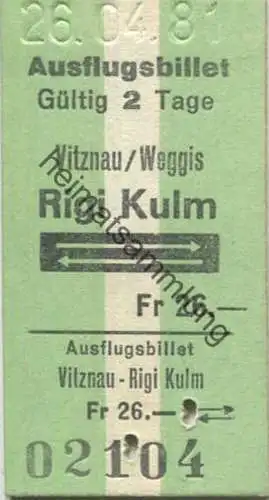 26.04.81
Ausflugsbillet
Gültig 2 Tage
Vitznau/Weggis
Rigi Kulm
Fr 26.—
Ausflugsbillet
Vitznau - Rigi Kulm
Fr 26.—
02104
heimatsammlung